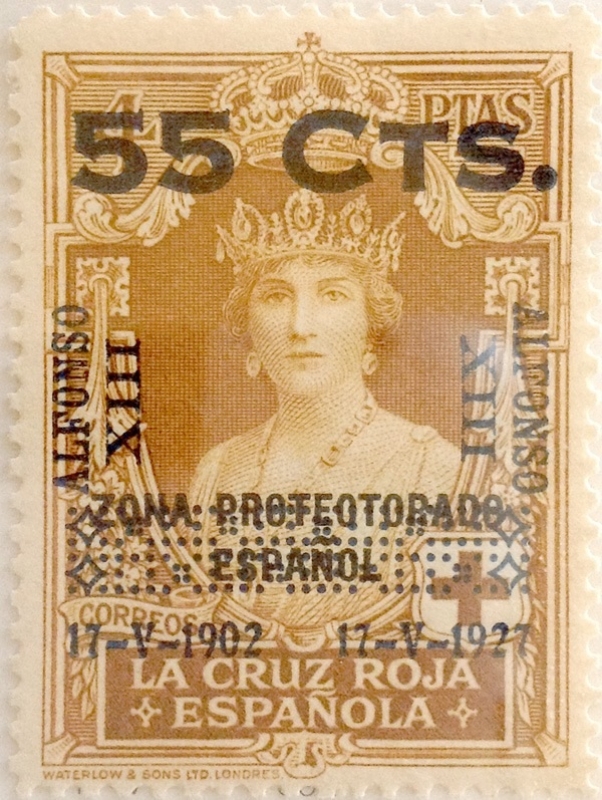 4 PTAS
55 CTS.
ALFONSO
XIII
ALFONSO
XIII
ZONA PROTECTORADO
ESPAÑOL
CORREOS
17-V-1902 17-V-1927
LA CRUZ ROJA
ESPAÑOLA
WATERLOW & SONS LTD. LONDRES.